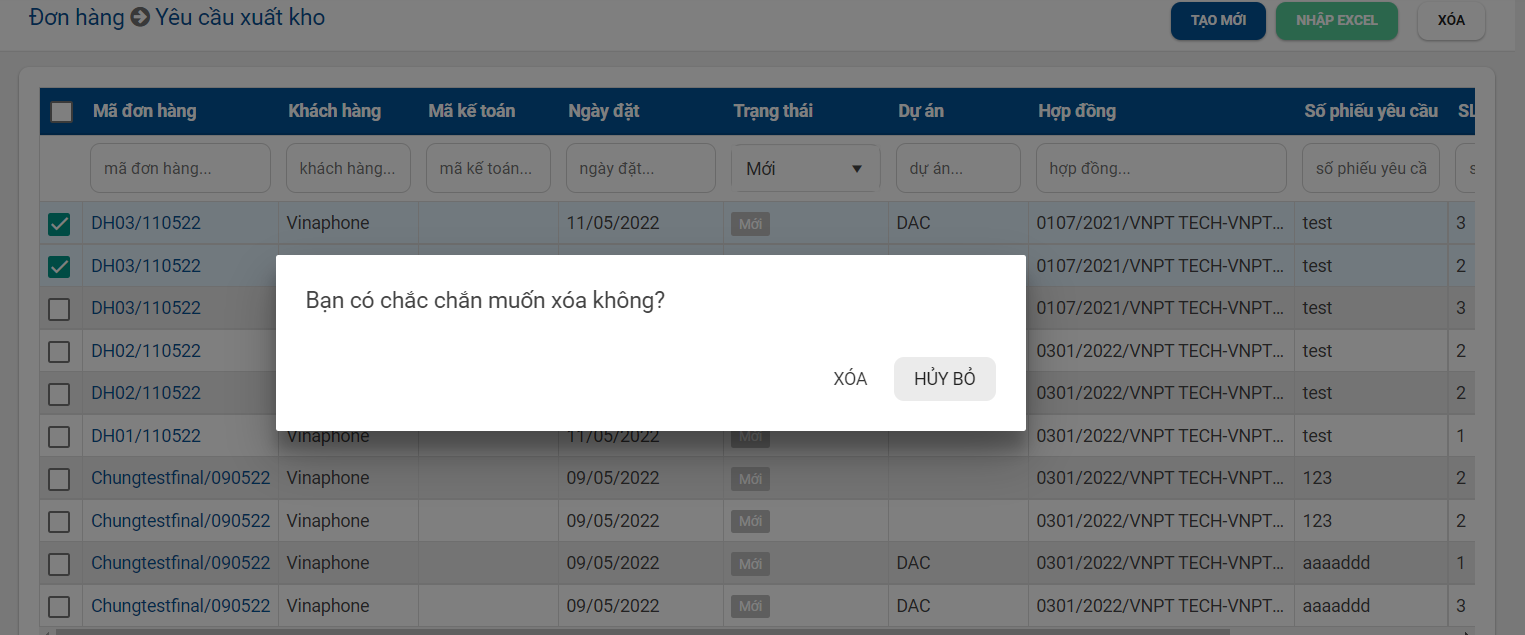 Đơn hàng Yêu cầu xuất kho TẠO MỚI NHẬP EXCEL XÓA
Mã đơn hàng Khách hàng Mã kế toán Ngày đặt Trạng thái Dự án Hợp đồng Số phiếu yêu cầu SL
mã đơn hàng... khách hàng... mã kế toán... ngày đặt... Mới dự án... hợp đồng... số phiếu yêu cầ s
DH03/110522 Vinaphone 11/05/2022 Mới DAC 0107/2021/VNPT TECH-VNPT... test 3
DH03/110522 0107/2021/VNPT TECH-VNPT... test 2
DH03/110522 0107/2021/VNPT TECH-VNPT... test 3
DH02/110522 0301/2022/VNPT TECH-VNPT... test 2
DH02/110522 0301/2022/VNPT TECH-VNPT... test 2
DH01/110522 Vinaphone 11/05/2022 Mới 0301/2022/VNPT TECH-VNPT... test 1
Chungtestfinal/090522 Vinaphone 09/05/2022 Mới 0301/2022/VNPT TECH-VNPT... 123 2
Chungtestfinal/090522 Vinaphone 09/05/2022 Mới 0301/2022/VNPT TECH-VNPT... 123 2
Chungtestfinal/090522 Vinaphone 09/05/2022 Mới DAC 0301/2022/VNPT TECH-VNPT... aaaaddd 1
Chungtestfinal/090522 Vinaphone 09/05/2022 Mới DAC 0301/2022/VNPT TECH-VNPT... aaaaddd 3
Bạn có chắc chắn muốn xóa không?
XÓA HỦY BỎ